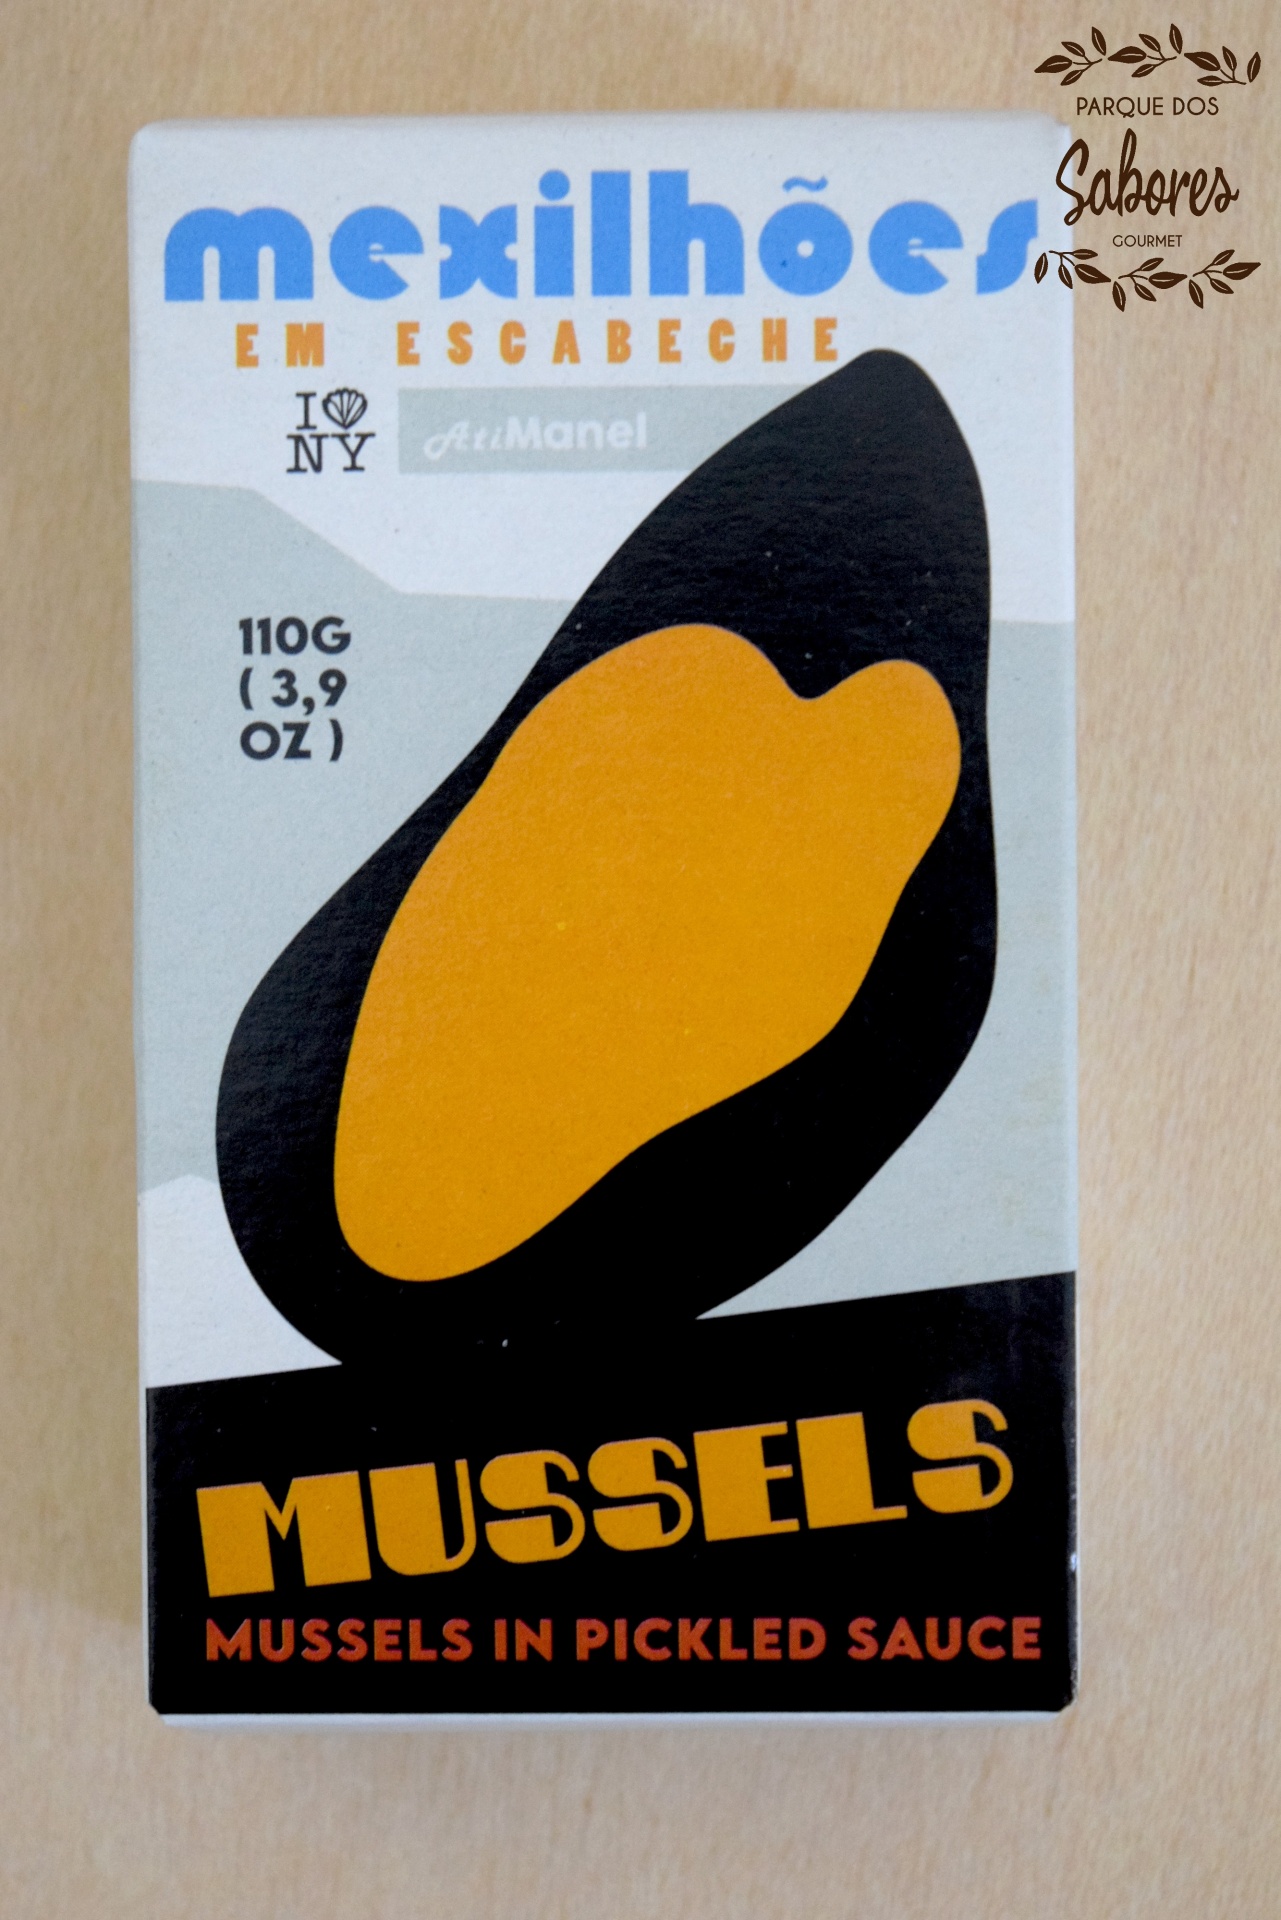 PARQUE DOS
Sabores
GOURMET
mexilhões
EM ESCABECHE
I NY
AtiManel
110G
( 3,9
OZ )
MUSSELS
MUSSELS IN PICKLED SAUCE